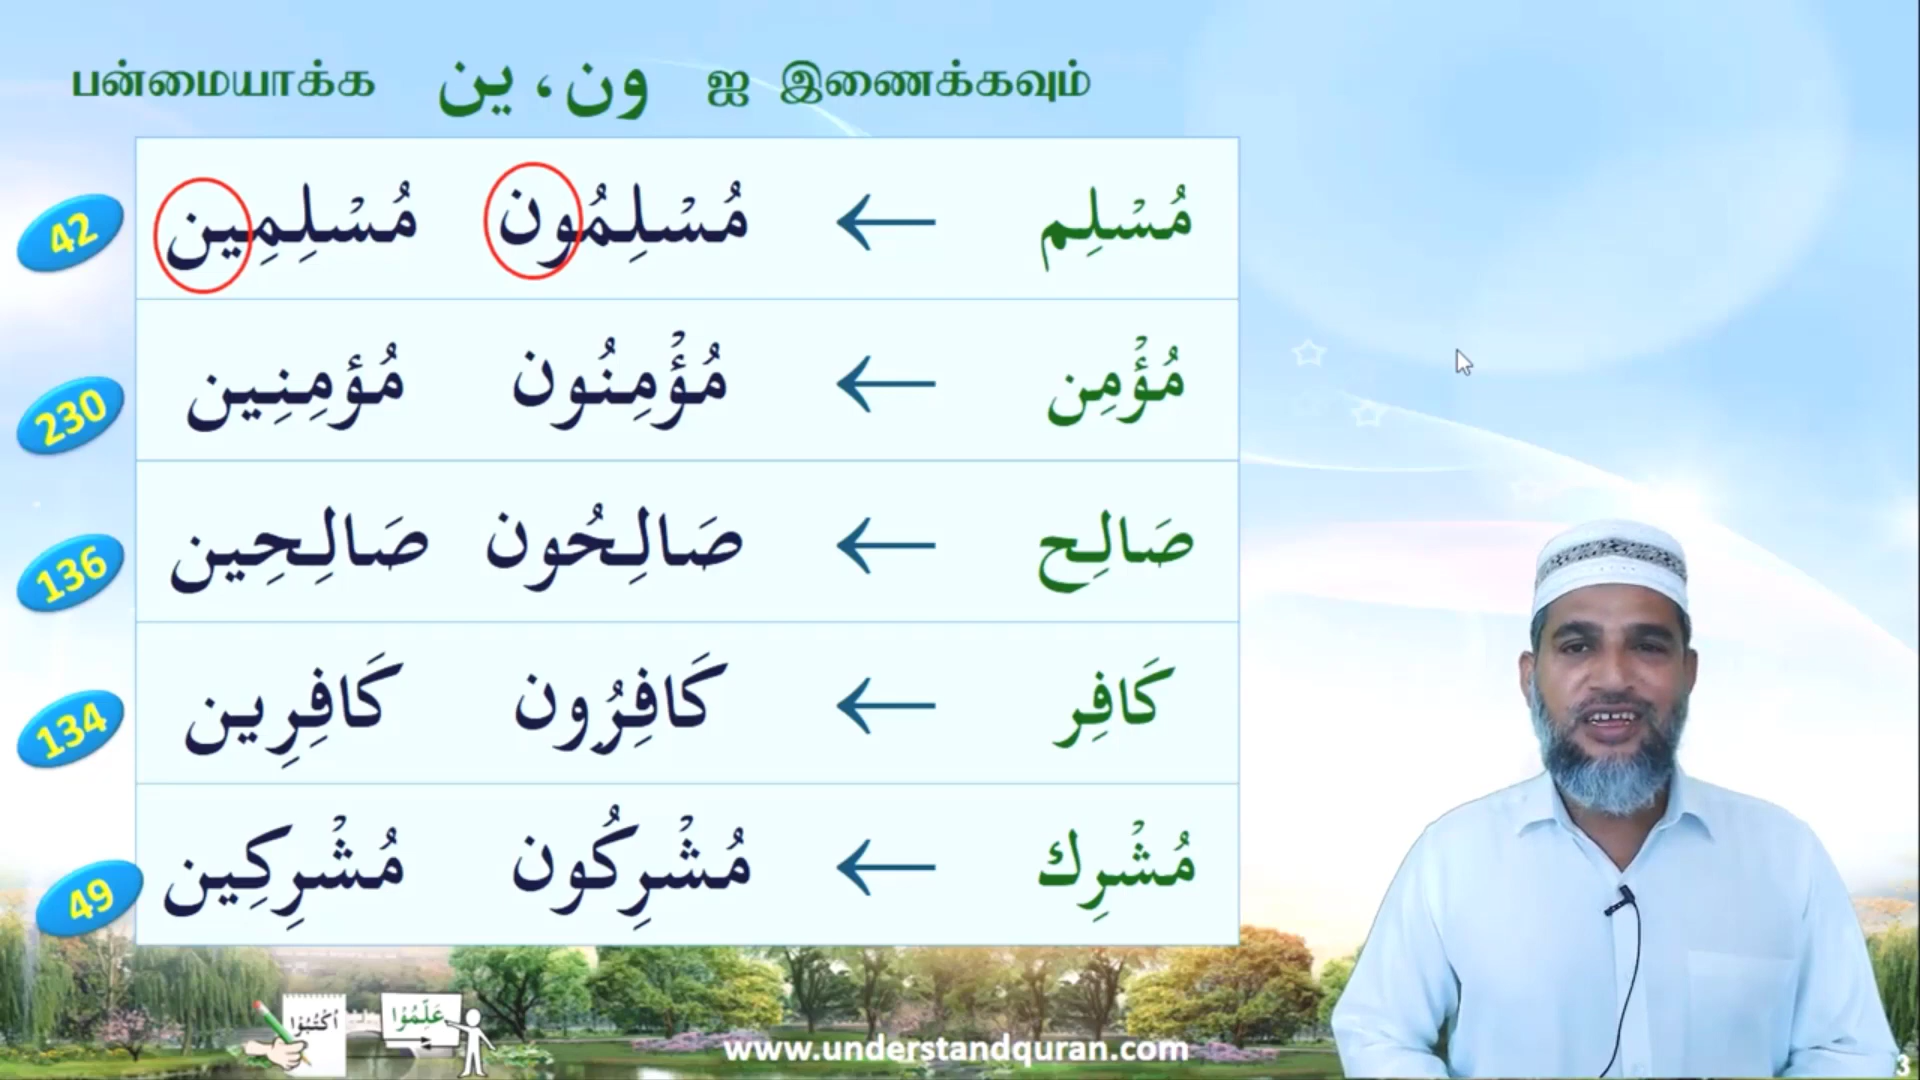 பன்மையாக்க ون ، ين ஐ இணைக்கவும்
مُسْلِم ← مُسْلِمُون مُسْلِمِين
42
مُؤْمِن ← مُؤْمِنُون مُؤمِنِين
230
صَالِح ← صَالِحُون صَالِحِين
136
كَافِر ← كَافِرُون كَافِرِين
134
مُشْرِك ← مُشْرِكُون مُشْرِكِين
49
اُكْتُبُوْا
عَلِّمُوْا
www.understandquran.com
3